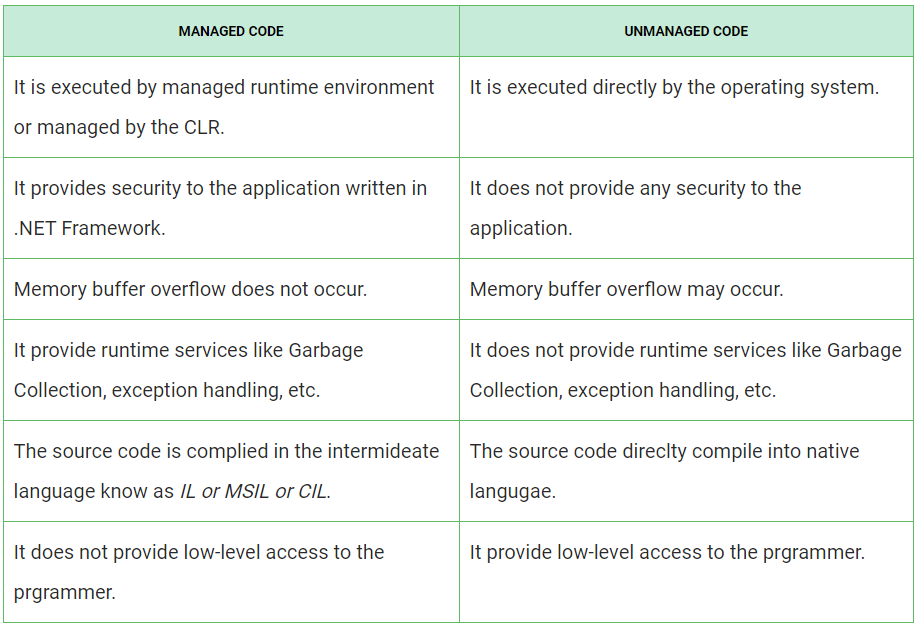 MANAGED CODE
UNMANAGED CODE
It is executed by managed runtime environment
or managed by the CLR.
It is executed directly by the operating system.
It provides security to the application written in
.NET Framework.
It does not provide any security to the
application.
Memory buffer overflow does not occur.
Memory buffer overflow may occur.
It provide runtime services like Garbage
Collection, exception handling, etc.
It does not provide runtime services like Garbage
Collection, exception handling, etc.
The source code is complied in the intermideate
language know as IL or MSIL or CIL.
The source code direclty compile into native
langugae.
It does not provide low-level access to the
prgrammer.
It provide low-level access to the prgrammer.